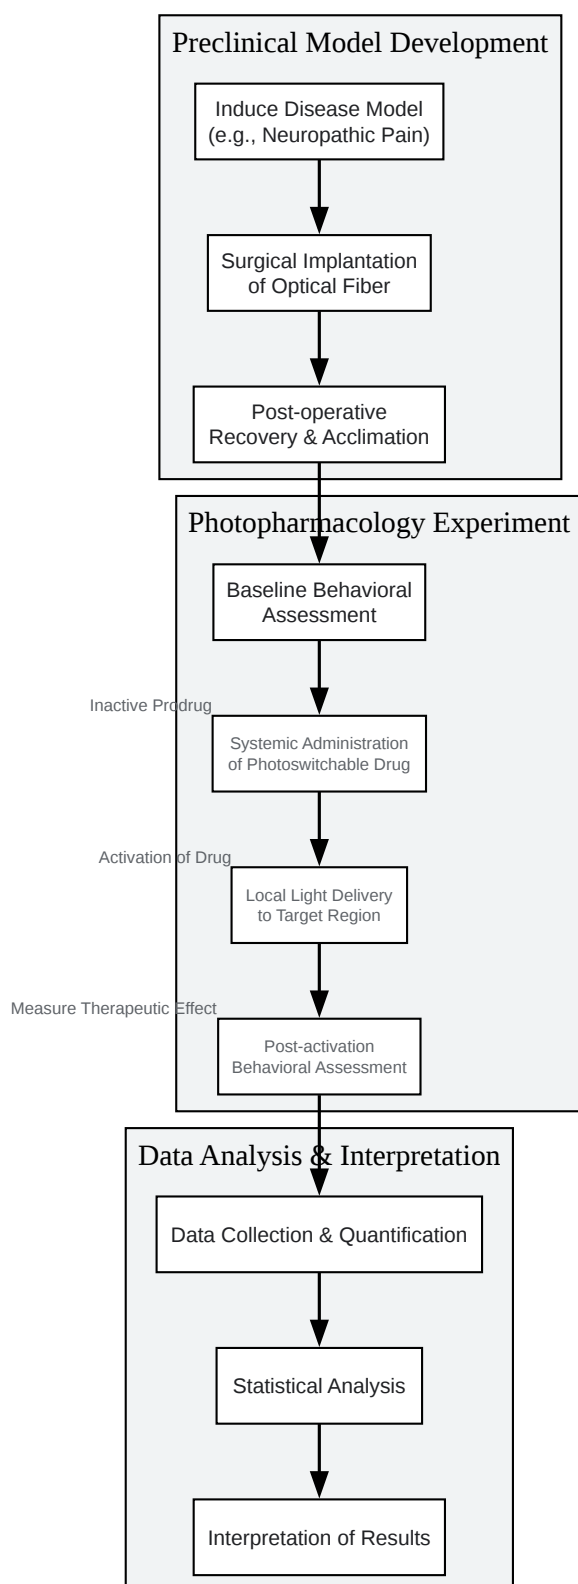 Preclinical Model Development
Induce Disease Model
(e.g., Neuropathic Pain)
Surgical Implantation
of Optical Fiber
Post-operative
Recovery & Acclimation
Photopharmacology Experiment
Baseline Behavioral
Assessment
Inactive Prodrug
Systemic Administration
of Photoswitchable Drug
Activation of Drug
Local Light Delivery
to Target Region
Measure Therapeutic Effect
Post-activation
Behavioral Assessment
Data Analysis & Interpretation
Data Collection & Quantification
Statistical Analysis
Interpretation of Results